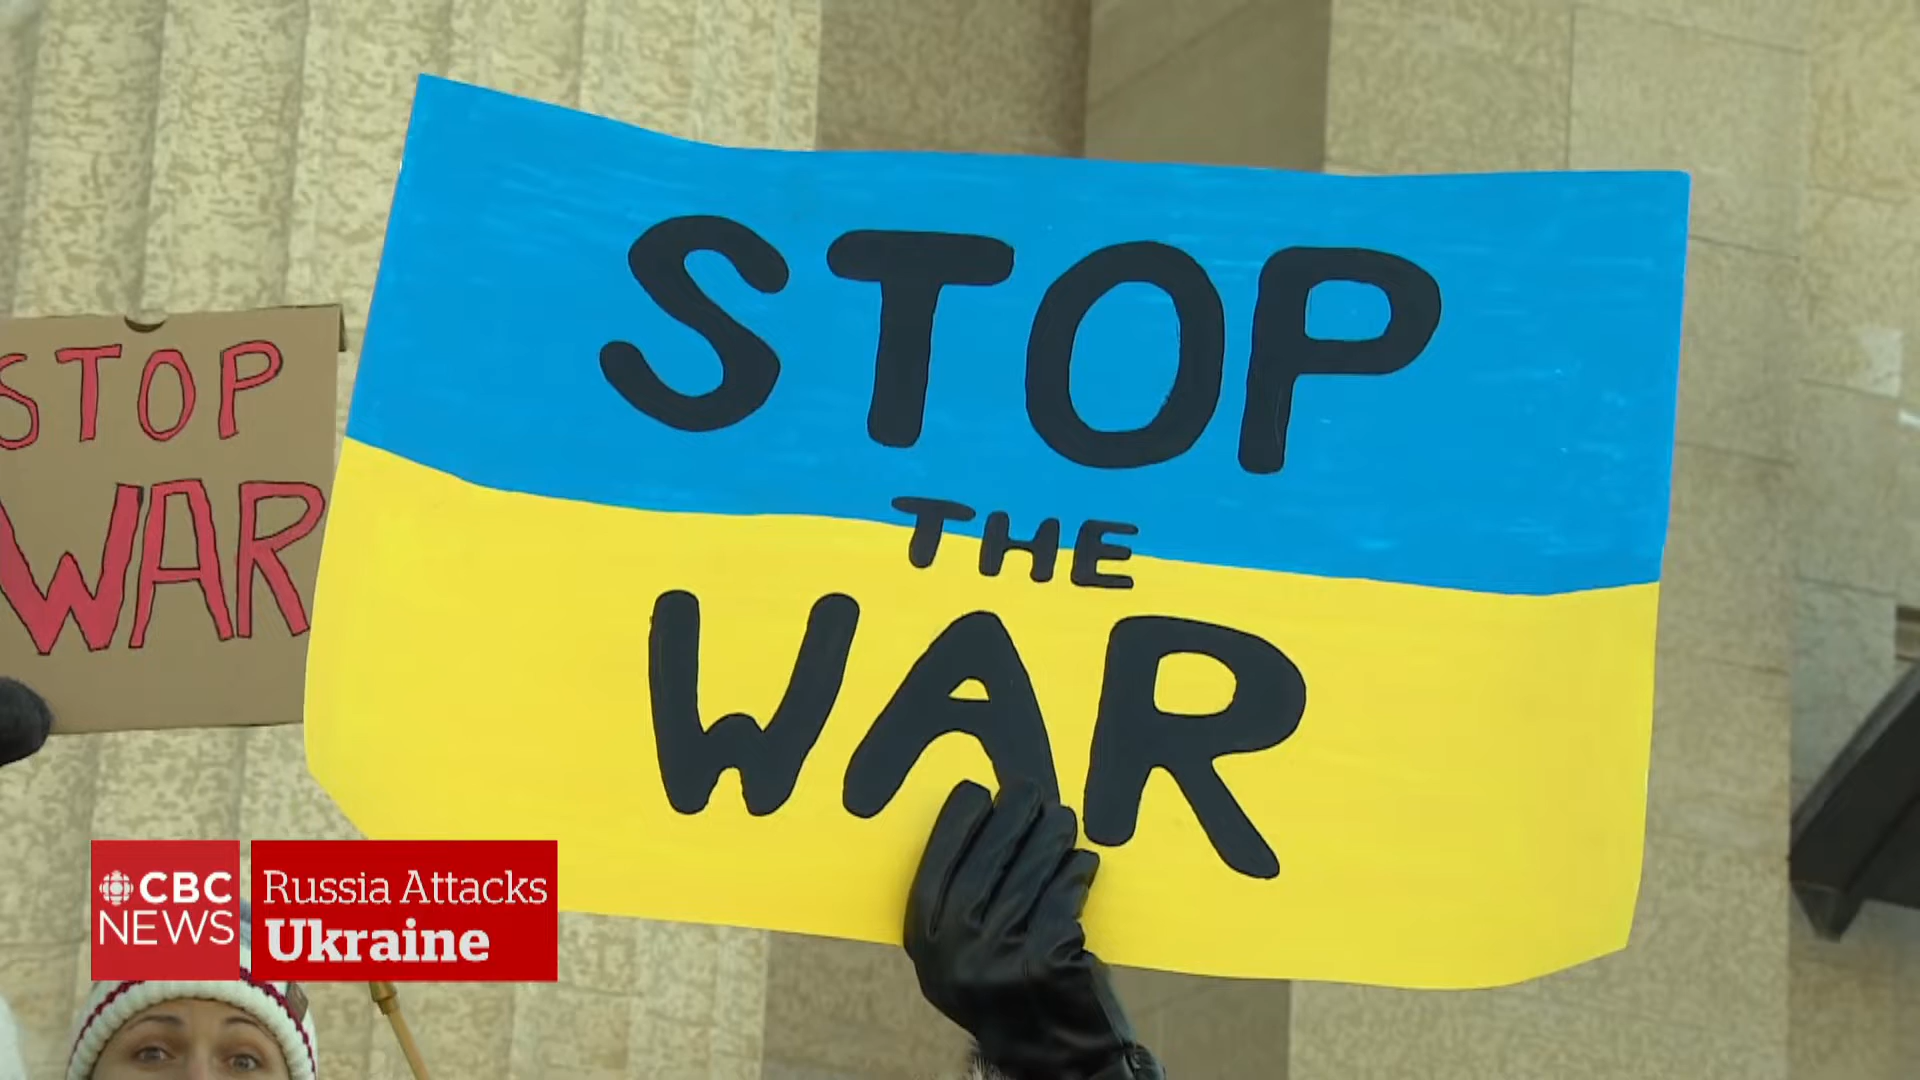 STOP
THE
WAR
STOP
WAR
CBC
NEWS
Russia Attacks
Ukraine